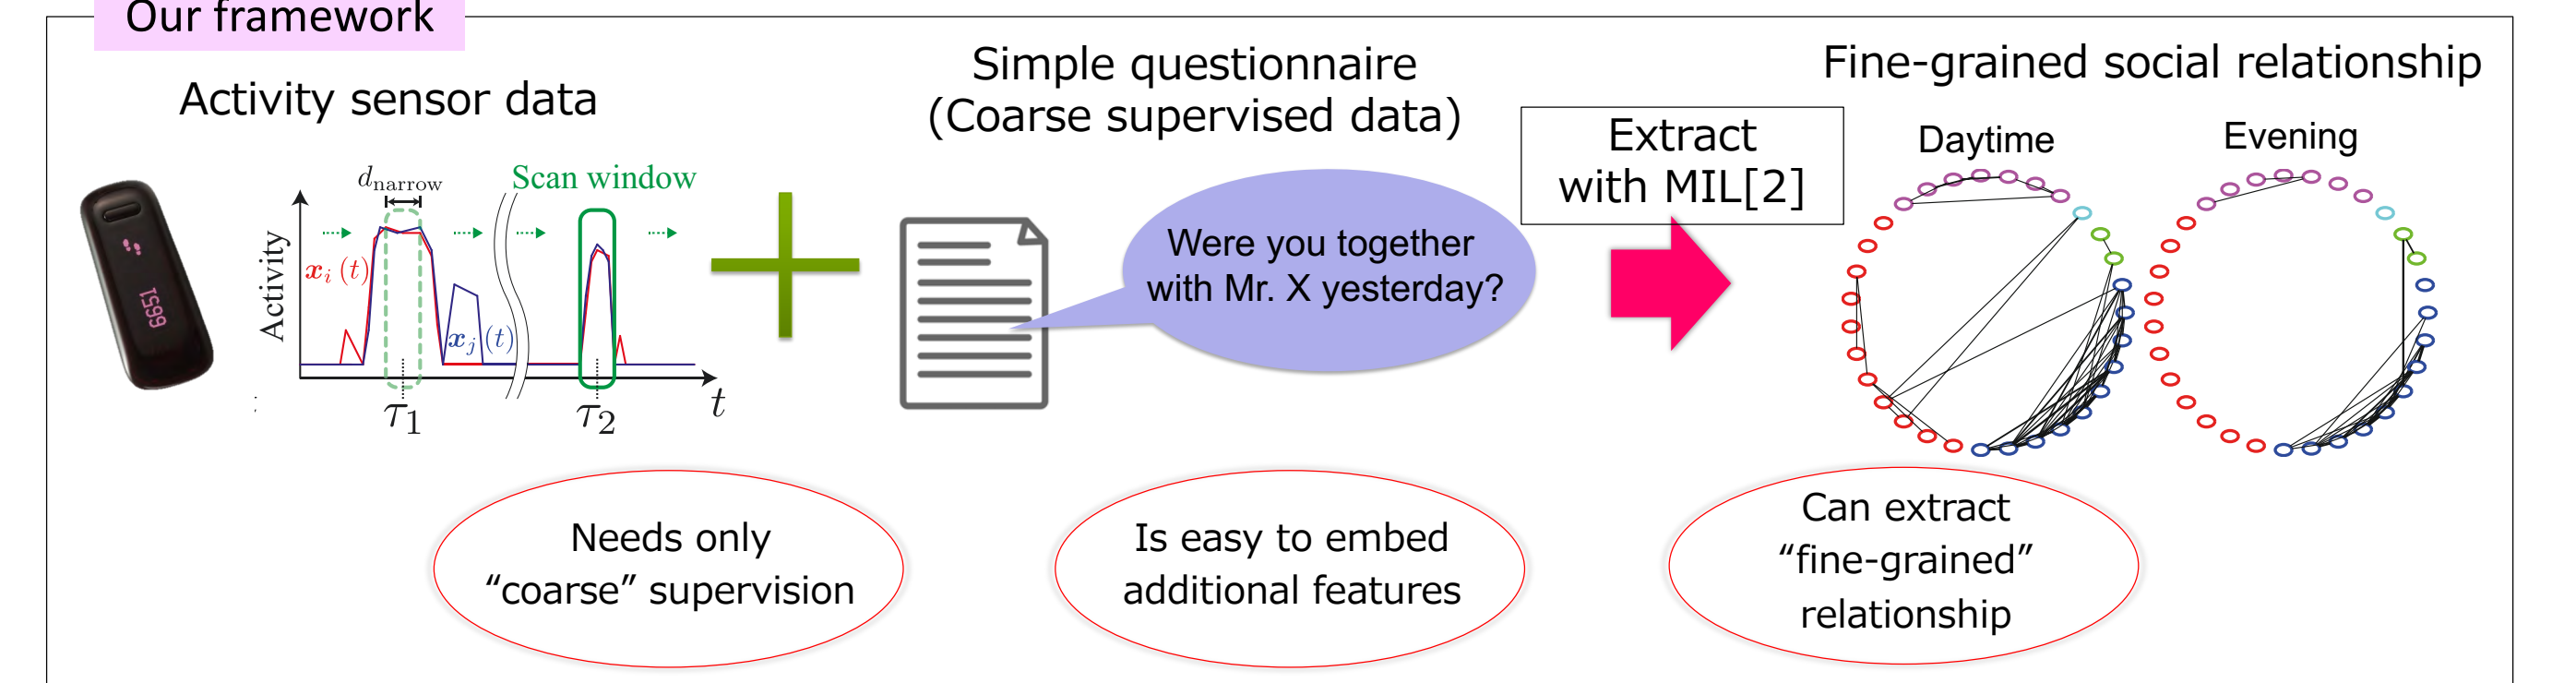 Our framework
Activity sensor data
6651
d_narrow
Scan window
Activity
x_i (t)
x_j (t)
τ_1
τ_2
t
Simple questionnaire
(Coarse supervised data)
Were you together
with Mr. X yesterday?
Extract
with MIL[2]
Fine-grained social relationship
Daytime
Evening
Needs only
“coarse” supervision
Is easy to embed
additional features
Can extract
“fine-grained”
relationship